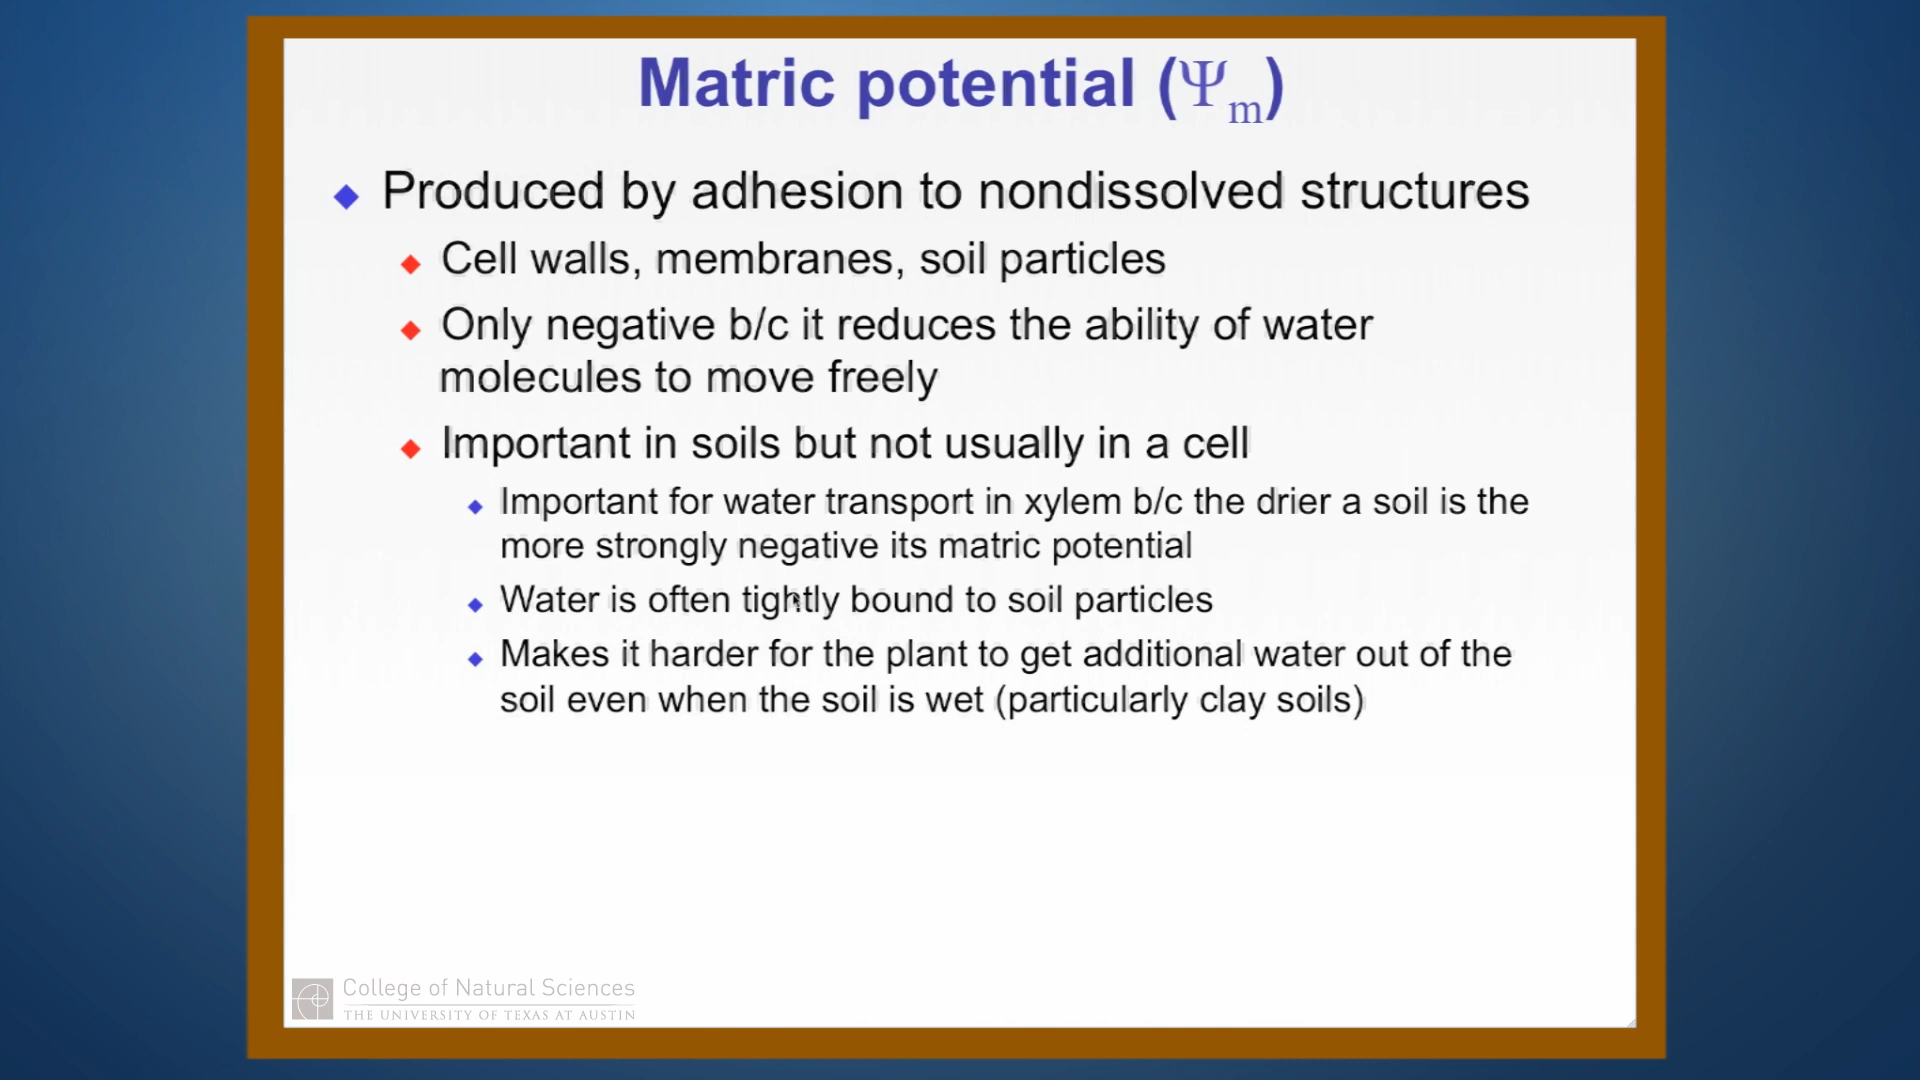 Matric potential (Ψm)
Produced by adhesion to nondissolved structures
Cell walls, membranes, soil particles
Only negative b/c it reduces the ability of water
molecules to move freely
Important in soils but not usually in a cell
Important for water transport in xylem b/c the drier a soil is the
more strongly negative its matric potential
Water is often tightly bound to soil particles
Makes it harder for the plant to get additional water out of the
soil even when the soil is wet (particularly clay soils)
College of Natural Sciences
THE UNIVERSITY OF TEXAS AT AUSTIN